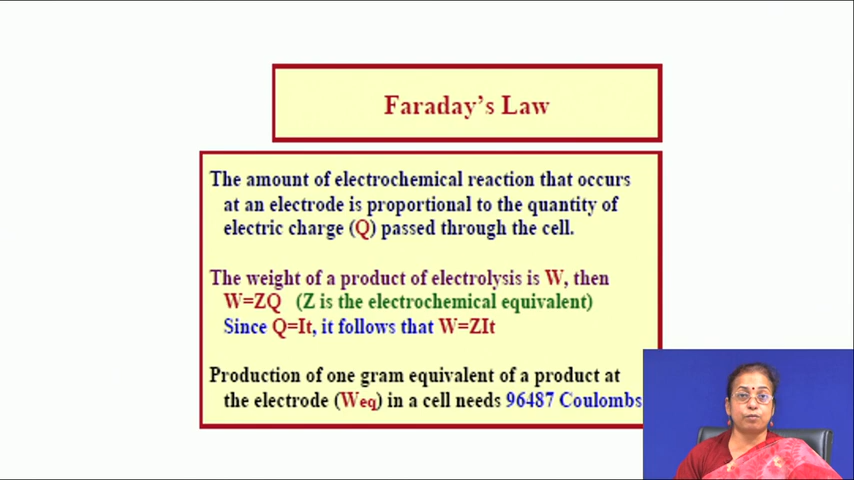 Faraday's Law
The amount of electrochemical reaction that occurs
at an electrode is proportional to the quantity of
electric charge (Q) passed through the cell.
The weight of a product of electrolysis is W, then
W=ZQ (Z is the electrochemical equivalent)
Since Q=It, it follows that W=ZIt
Production of one gram equivalent of a product at
the electrode (Weq) in a cell needs 96487 Coulombs